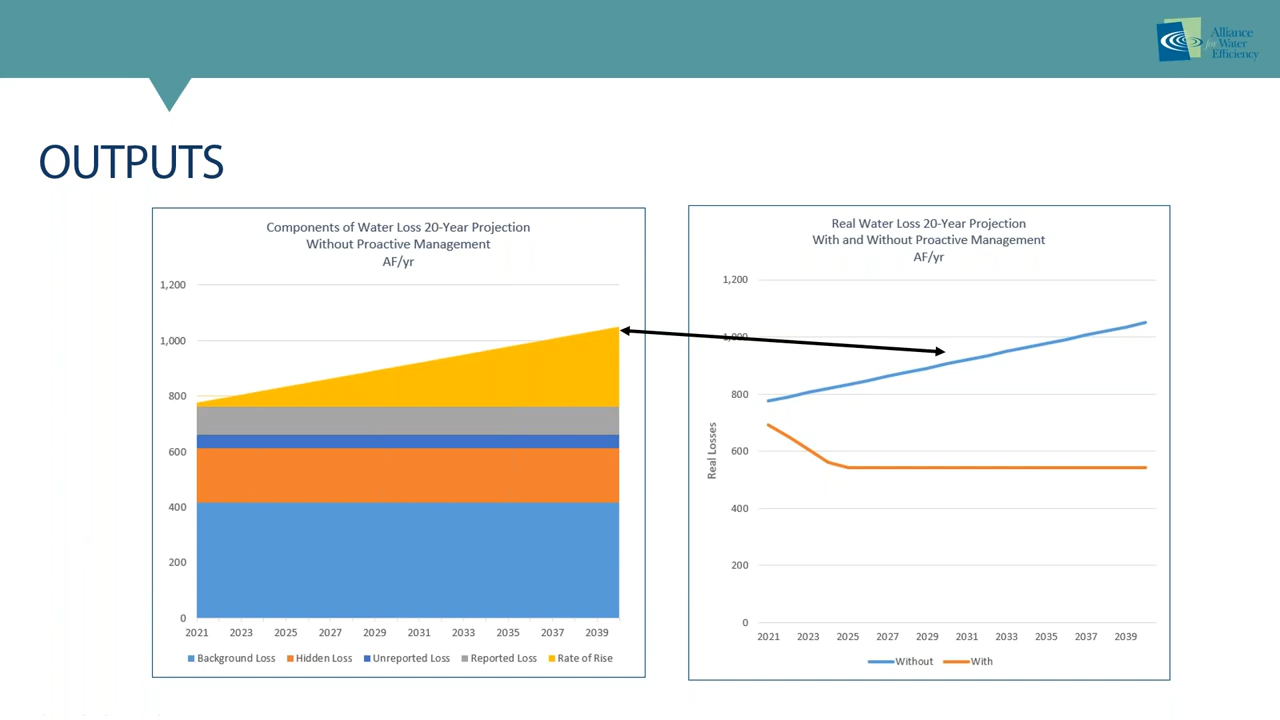 Alliance
for Water
Efficiency
OUTPUTS
Components of Water Loss 20-Year Projection
Without Proactive Management
AF/yr
1,200
1,000
800
600
400
200
0
2021 2023 2025 2027 2029 2031 2033 2035 2037 2039
Background Loss Hidden Loss Unreported Loss Reported Loss Rate of Rise
Real Water Loss 20-Year Projection
With and Without Proactive Management
AF/yr
Real Losses
1,200
1,000
800
600
400
200
0
2021 2023 2025 2027 2029 2031 2033 2035 2037 2039
Without With